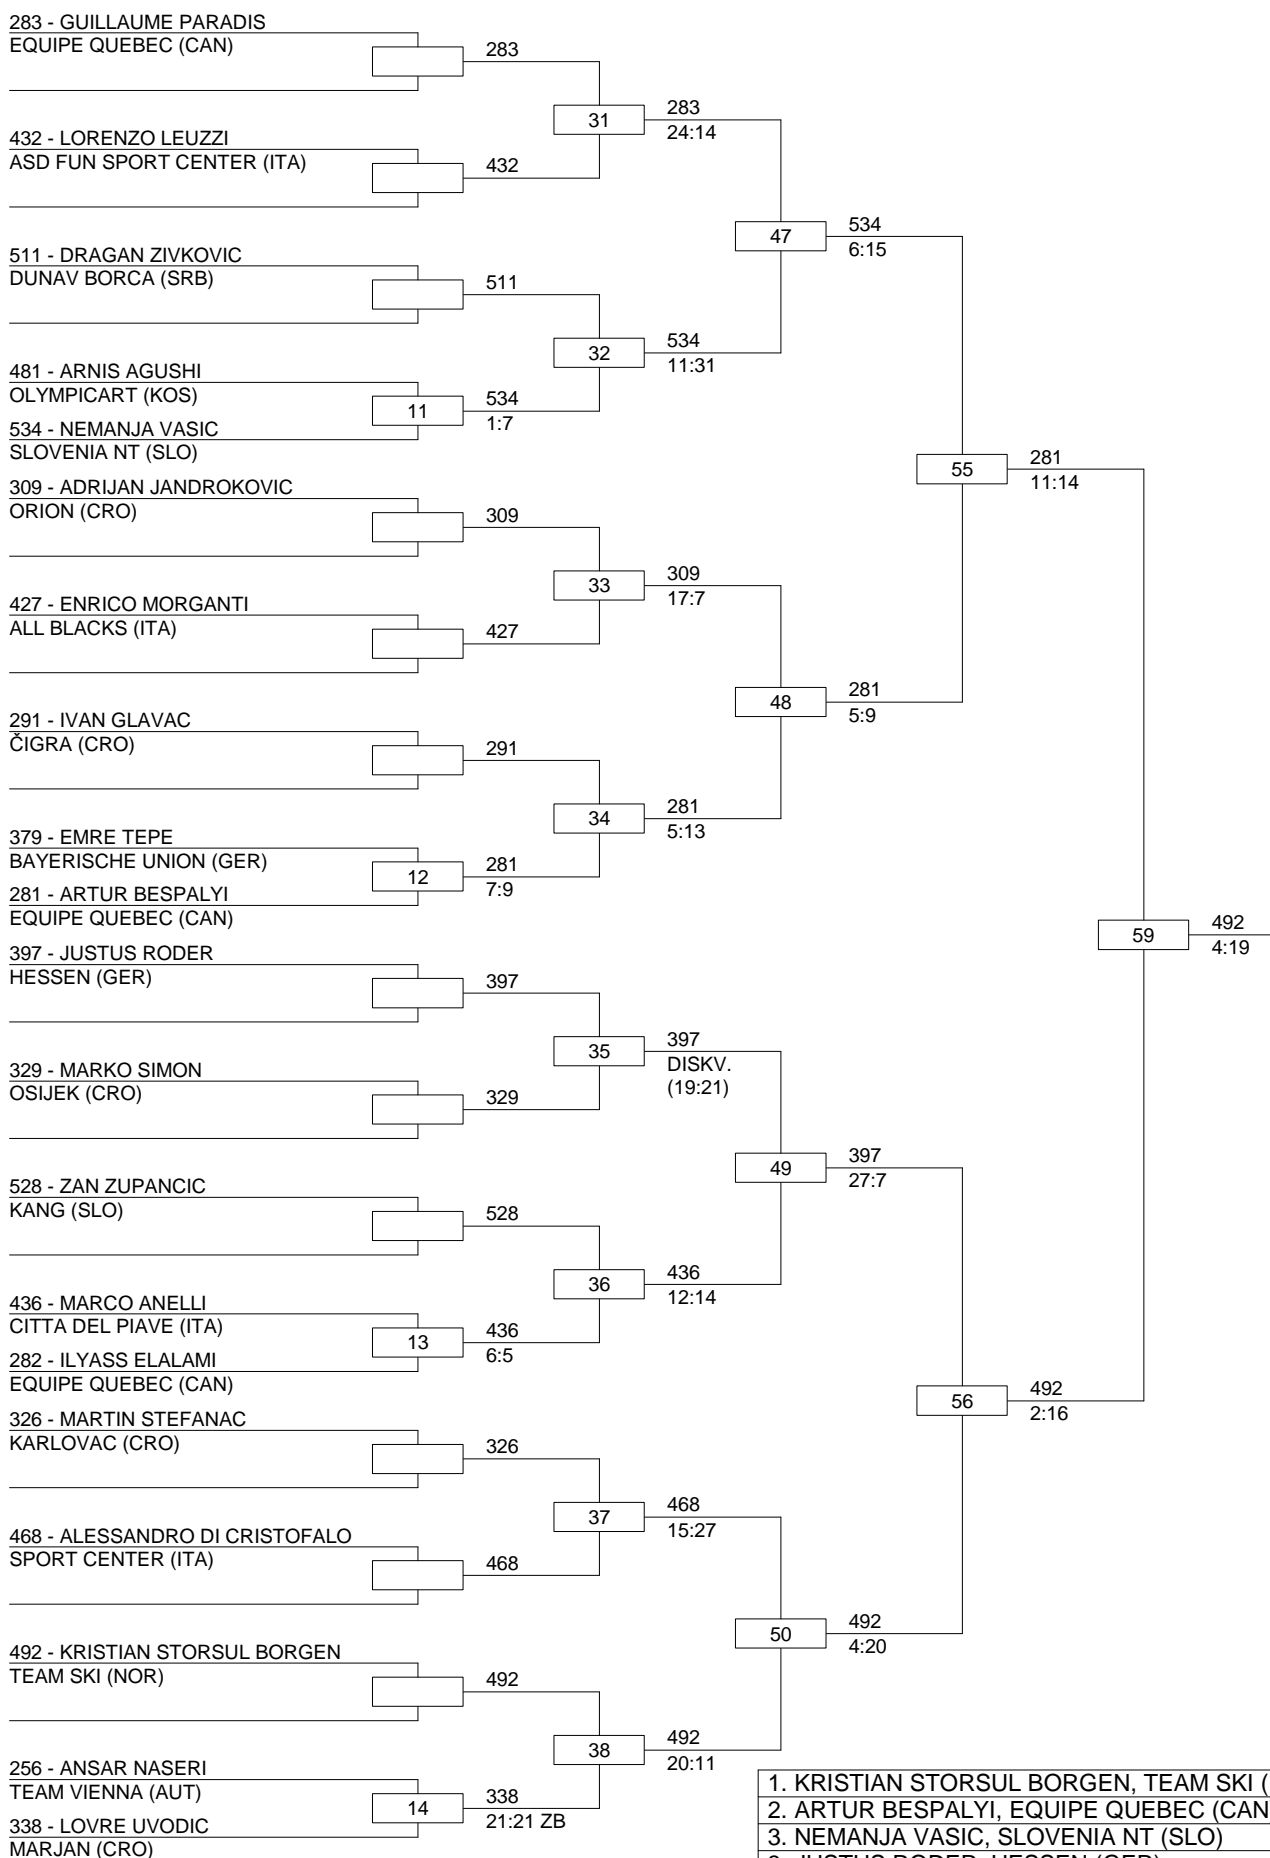 283 - GUILLAUME PARADIS
EQUIPE QUEBEC (CAN)
283
31
283
24:14
432 - LORENZO LEUZZI
ASD FUN SPORT CENTER (ITA)
432
47
534
6:15
511 - DRAGAN ZIVKOVIC
DUNAV BORCA (SRB)
511
32
534
11:31
481 - ARNIS AGUSHI
OLYMPICART (KOS)
11
534
1:7
534 - NEMANJA VASIC
SLOVENIA NT (SLO)
55
281
11:14
309 - ADRIJAN JANDROKOVIC
ORION (CRO)
309
33
309
17:7
427 - ENRICO MORGANTI
ALL BLACKS (ITA)
427
48
281
5:9
291 - IVAN GLAVAC
ČIGRA (CRO)
291
34
281
5:13
379 - EMRE TEPE
BAYERISCHE UNION (GER)
12
281
7:9
281 - ARTUR BESPALYI
EQUIPE QUEBEC (CAN)
59
492
4:19
397 - JUSTUS RODER
HESSEN (GER)
397
35
397
DISKV.
(19:21)
329 - MARKO SIMON
OSIJEK (CRO)
329
49
397
27:7
528 - ZAN ZUPANCIC
KANG (SLO)
528
36
436
12:14
436 - MARCO ANELLI
CITTA DEL PIAVE (ITA)
13
436
6:5
282 - ILYASS ELALAMI
EQUIPE QUEBEC (CAN)
56
492
2:16
326 - MARTIN STEFANAC
KARLOVAC (CRO)
326
37
468
15:27
468 - ALESSANDRO DI CRISTOFALO
SPORT CENTER (ITA)
468
50
492
4:20
492 - KRISTIAN STORSUL BORGEN
TEAM SKI (NOR)
492
38
492
20:11
256 - ANSAR NASERI
TEAM VIENNA (AUT)
14
338
21:21 ZB
338 - LOVRE UVODIC
MARJAN (CRO)
1. KRISTIAN STORSUL BORGEN, TEAM SKI (
2. ARTUR BESPALYI, EQUIPE QUEBEC (CAN
3. NEMANJA VASIC, SLOVENIA NT (SLO)
3. JUSTUS RODER, HESSEN (GER)